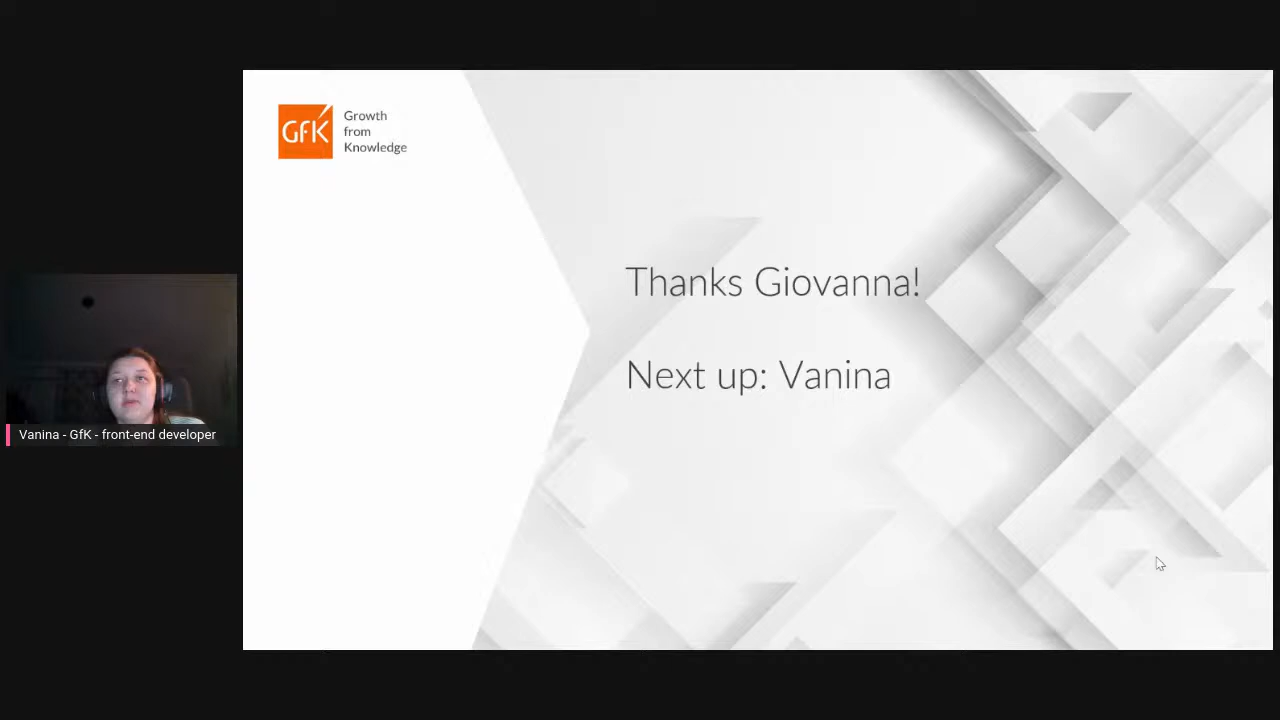 GfK
Growth
from
Knowledge
Thanks Giovanna!
Next up: Vanina
Vanina - GfK - front-end developer